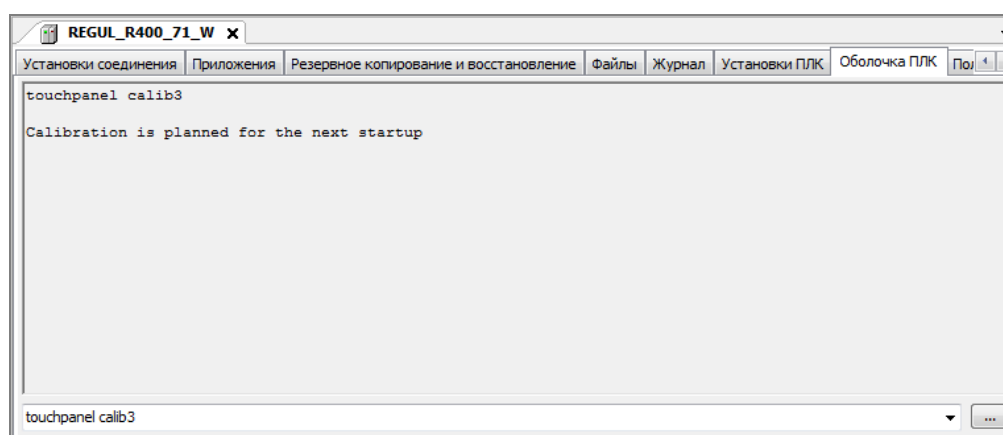 REGUL_R400_71_W x
Установки соединения Приложения Резервное копирование и восстановление Файлы Журнал Установки ПЛК Оболочка ПЛК
touchpanel calib3
Calibration is planned for the next startup
touchpanel calib3 ...